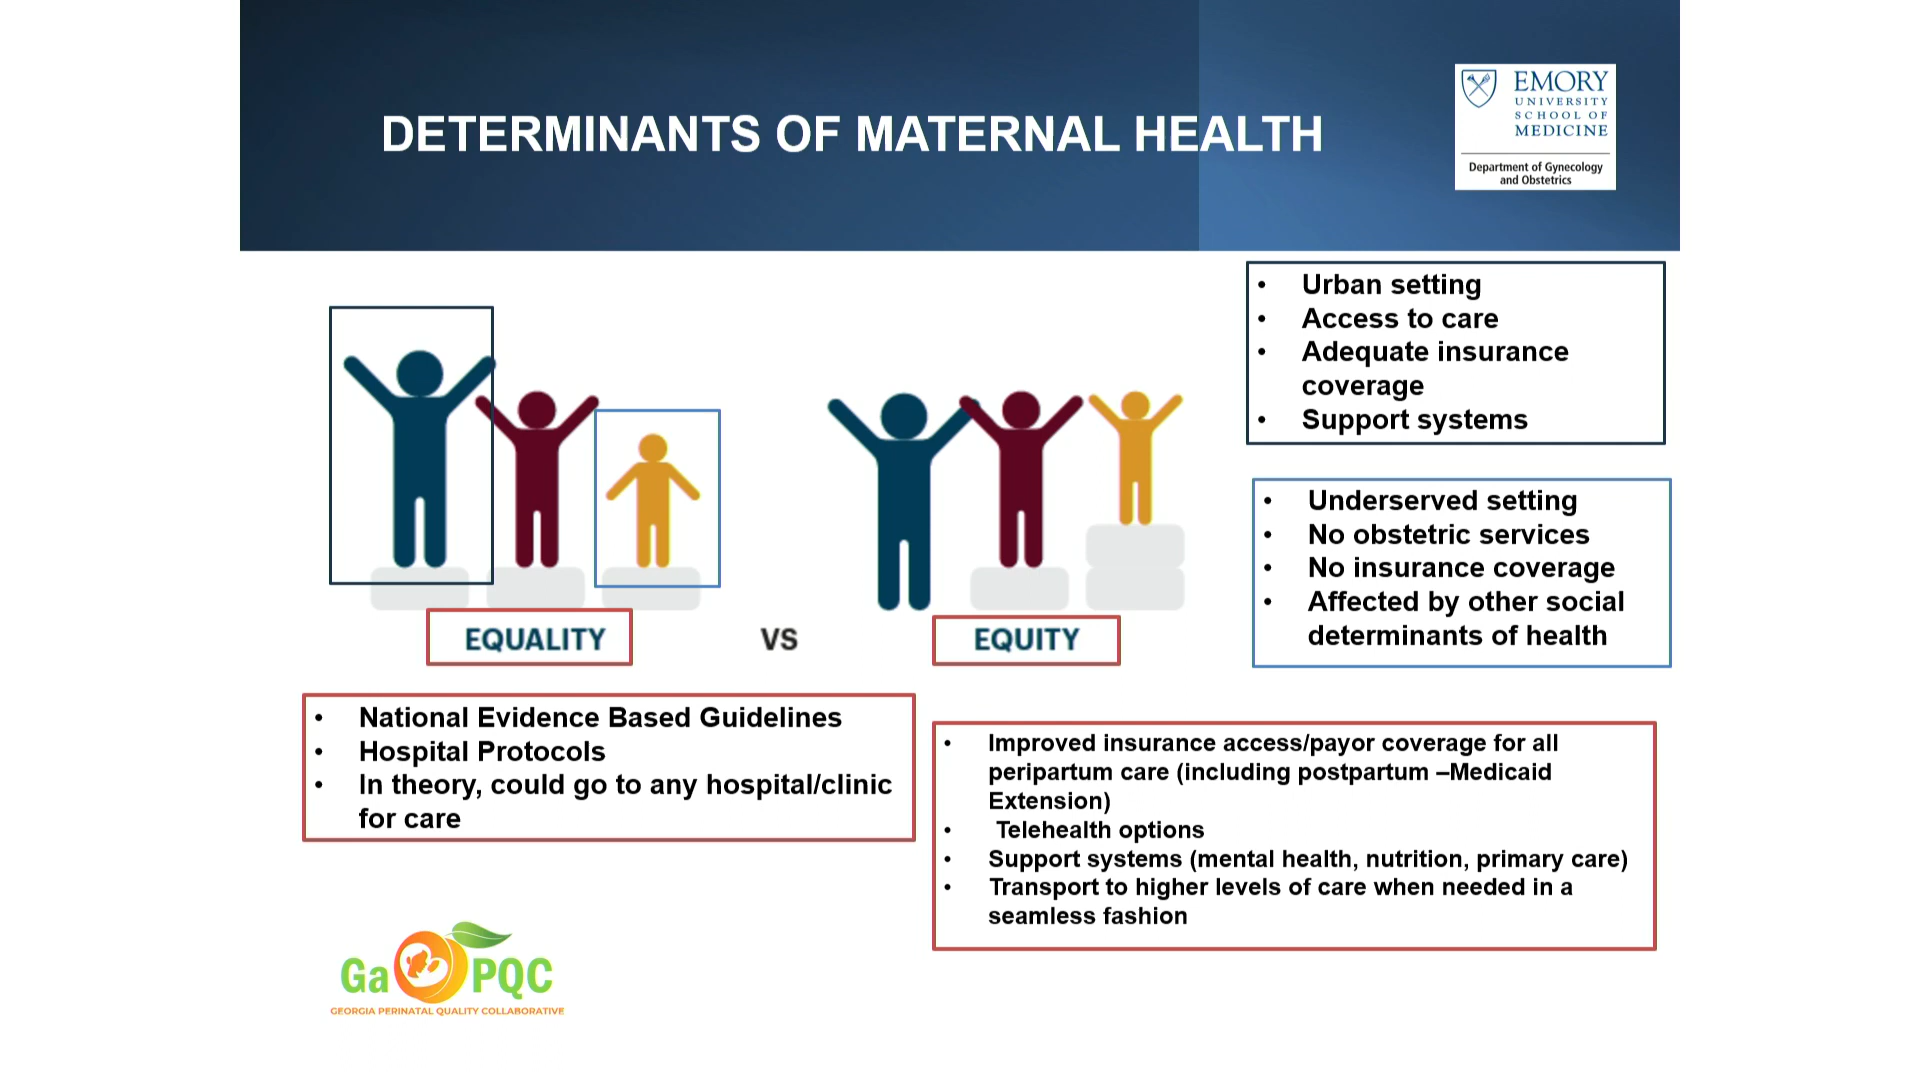 DETERMINANTS OF MATERNAL HEALTH
EMORY
UNIVERSITY
SCHOOL OF
MEDICINE
Department of Gynecology
and Obstetrics
• Urban setting
• Access to care
• Adequate insurance
coverage
• Support systems
• Underserved setting
• No obstetric services
• No insurance coverage
• Affected by other social
determinants of health
EQUALITY VS EQUITY
• National Evidence Based Guidelines
• Hospital Protocols
• In theory, could go to any hospital/clinic
for care
• Improved insurance access/payor coverage for all
peripartum care (including postpartum –Medicaid
Extension)
• Telehealth options
• Support systems (mental health, nutrition, primary care)
• Transport to higher levels of care when needed in a
seamless fashion
Ga PQC
GEORGIA PERINATAL QUALITY COLLABORATIVE